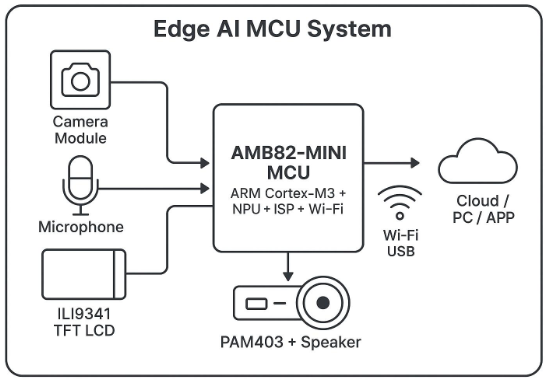 Edge AI MCU System
Camera
Module
Microphone
ILI9341
TFT LCD
AMB82-MINI
MCU
ARM Cortex-M3 +
NPU + ISP + Wi-Fi
PAM403 + Speaker
Wi-Fi
USB
Cloud /
PC / APP